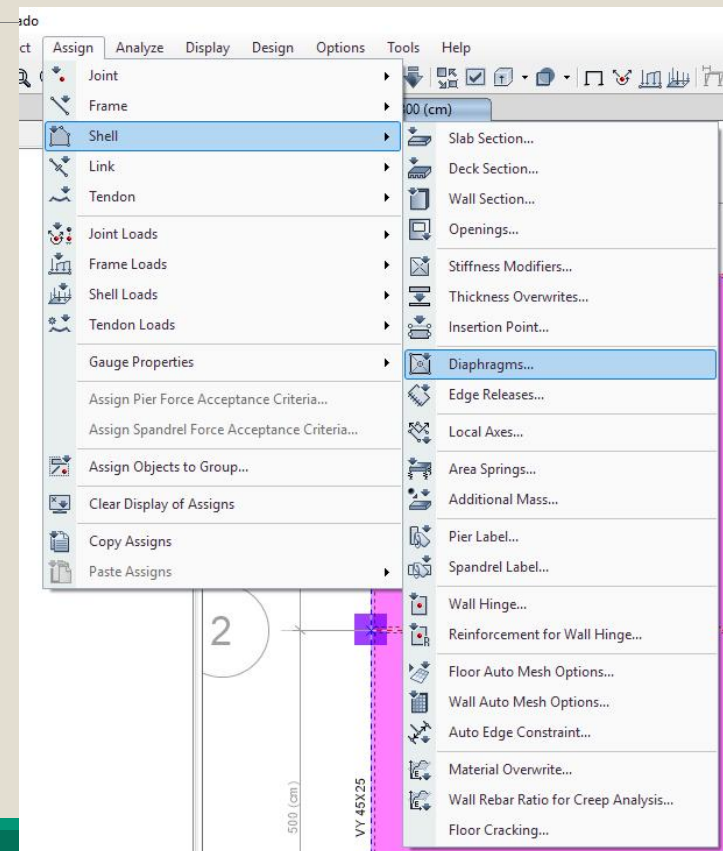 ado
ct Assign Analyze Display Design Options Tools Help
Joint
Frame
00 (cm)
Shell
Link
Tendon
Joint Loads
Frame Loads
Shell Loads
Tendon Loads
Gauge Properties
Assign Pier Force Acceptance Criteria...
Assign Spandrel Force Acceptance Criteria...
Assign Objects to Group...
Clear Display of Assigns
Copy Assigns
Paste Assigns
Slab Section...
Deck Section...
Wall Section...
Openings...
Stiffness Modifiers...
Thickness Overwrites...
Insertion Point...
Diaphragms...
Edge Releases...
Local Axes...
Area Springs...
Additional Mass...
Pier Label...
Spandrel Label...
Wall Hinge...
Reinforcement for Wall Hinge...
Floor Auto Mesh Options...
Wall Auto Mesh Options...
Auto Edge Constraint...
Material Overwrite...
Wall Rebar Ratio for Creep Analysis...
Floor Cracking...
2
500 (cm)
VY 45X25